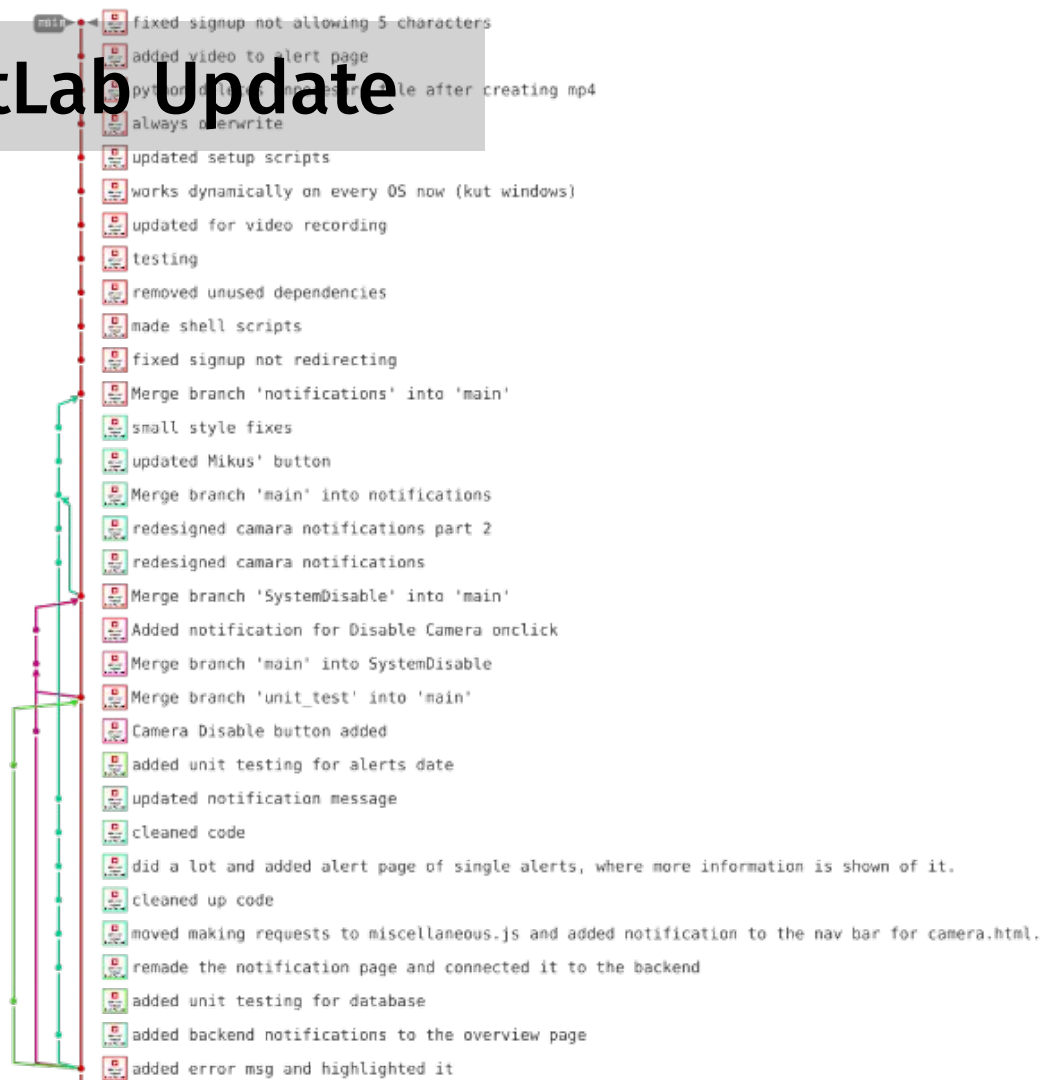 main
fixed signup not allowing 5 characters
added video to alert page
tLab Update
python deletes file after creating mp4
always overwrite
updated setup scripts
works dynamically on every OS now (kut windows)
updated for video recording
testing
removed unused dependencies
made shell scripts
fixed signup not redirecting
Merge branch 'notifications' into 'main'
small style fixes
updated Mikus' button
Merge branch 'main' into notifications
redesigned camara notifications part 2
redesigned camara notifications
Merge branch 'SystemDisable' into 'main'
Added notification for Disable Camera onclick
Merge branch 'main' into SystemDisable
Merge branch 'unit_test' into 'main'
Camera Disable button added
added unit testing for alerts date
updated notification message
cleaned code
did a lot and added alert page of single alerts, where more information is shown of it.
cleaned up code
moved making requests to miscellaneous.js and added notification to the nav bar for camera.html.
remade the notification page and connected it to the backend
added unit testing for database
added backend notifications to the overview page
added error msg and highlighted it